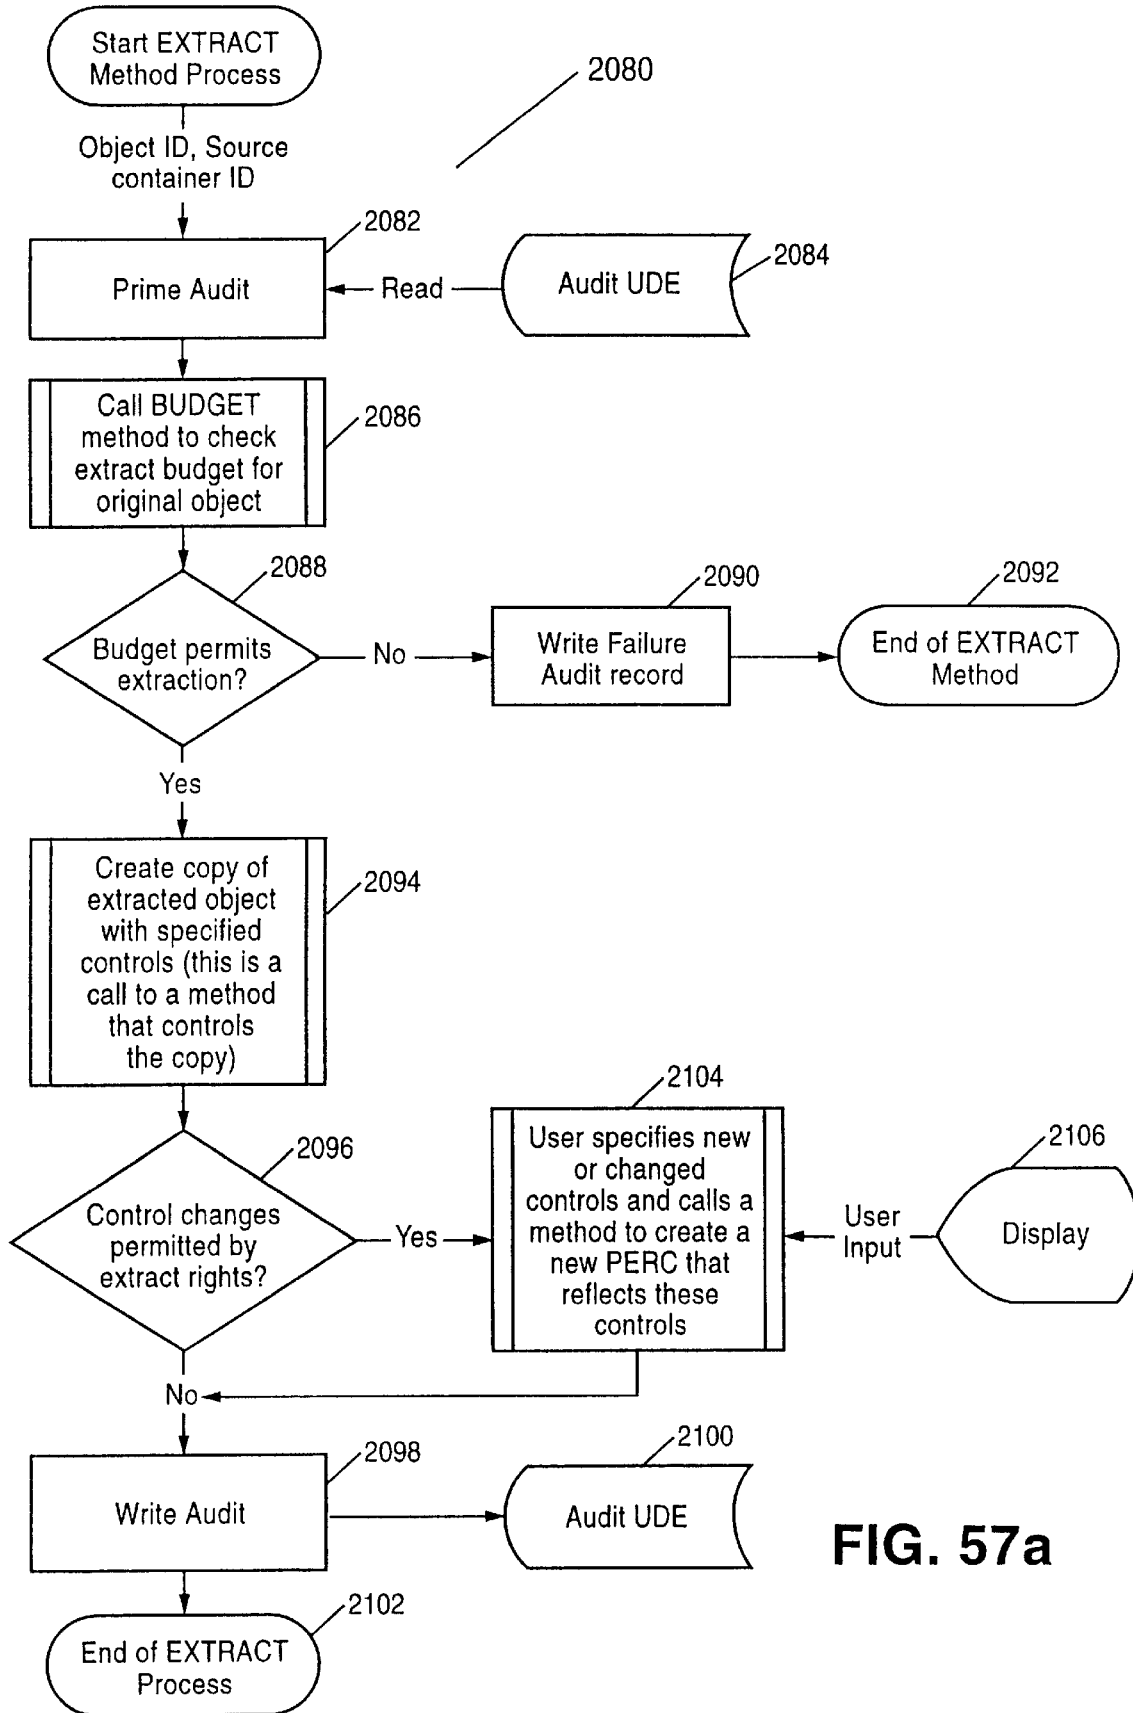 Start EXTRACT
Method Process
2080
Object ID, Source
container ID
2082
Prime Audit
Read
Audit UDE
2084
Call BUDGET
method to check
extract budget for
original object
2086
2088
Budget permits
extraction?
No
2090
Write Failure
Audit record
2092
End of EXTRACT
Method
Yes
Create copy of
extracted object
with specified
controls (this is a
call to a method
that controls
the copy)
2094
2096
Control changes
permitted by
extract rights?
Yes
2104
User specifies new
or changed
controls and calls a
method to create a
new PERC that
reflects these
controls
User
Input
2106
Display
No
2098
Write Audit
2100
Audit UDE
FIG. 57a
2102
End of EXTRACT
Process